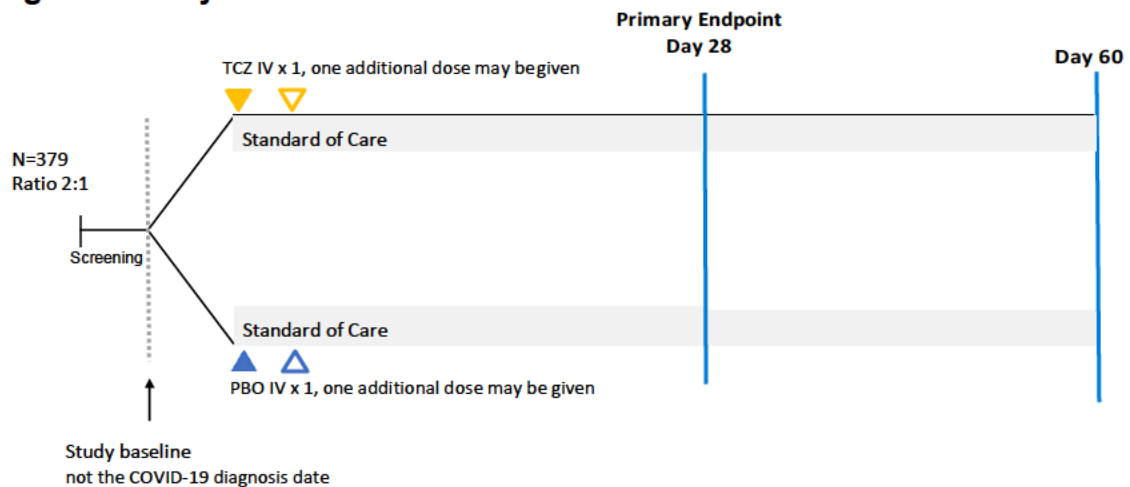 Primary Endpoint
Day 28
Day 60
TCZ IV x 1, one additional dose may be given
Standard of Care
N=379
Ratio 2:1
Screening
Standard of Care
PBO IV x 1, one additional dose may be given
Study baseline
not the COVID-19 diagnosis date